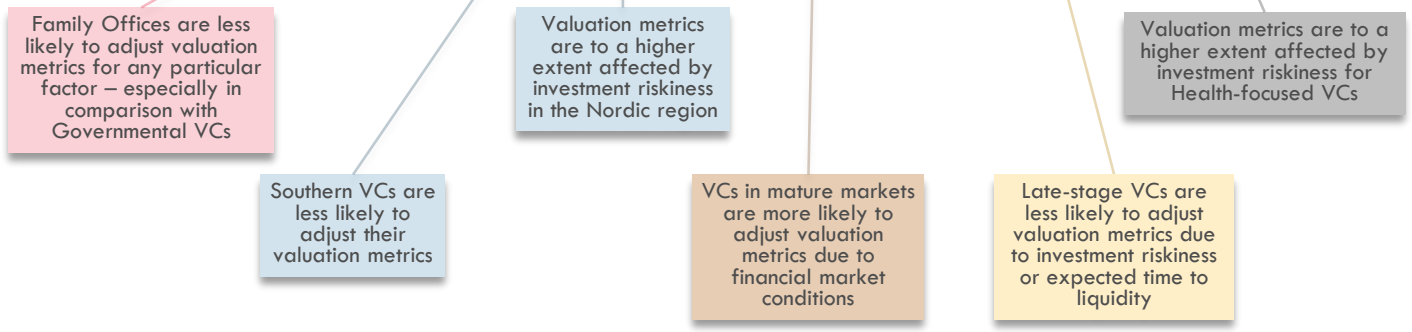 Family Offices are less
likely to adjust valuation
metrics for any particular
factor – especially in
comparison with
Governmental VCs
Southern VCs are
less likely to
adjust their
valuation metrics
Valuation metrics
are to a higher
extent affected by
investment riskiness
in the Nordic region
VCs in mature markets
are more likely to
adjust valuation
metrics due to
financial market
conditions
Late-stage VCs are
less likely to adjust
valuation metrics due
to investment riskiness
or expected time to
liquidity
Valuation metrics are to a
higher extent affected by
investment riskiness for
Health-focused VCs